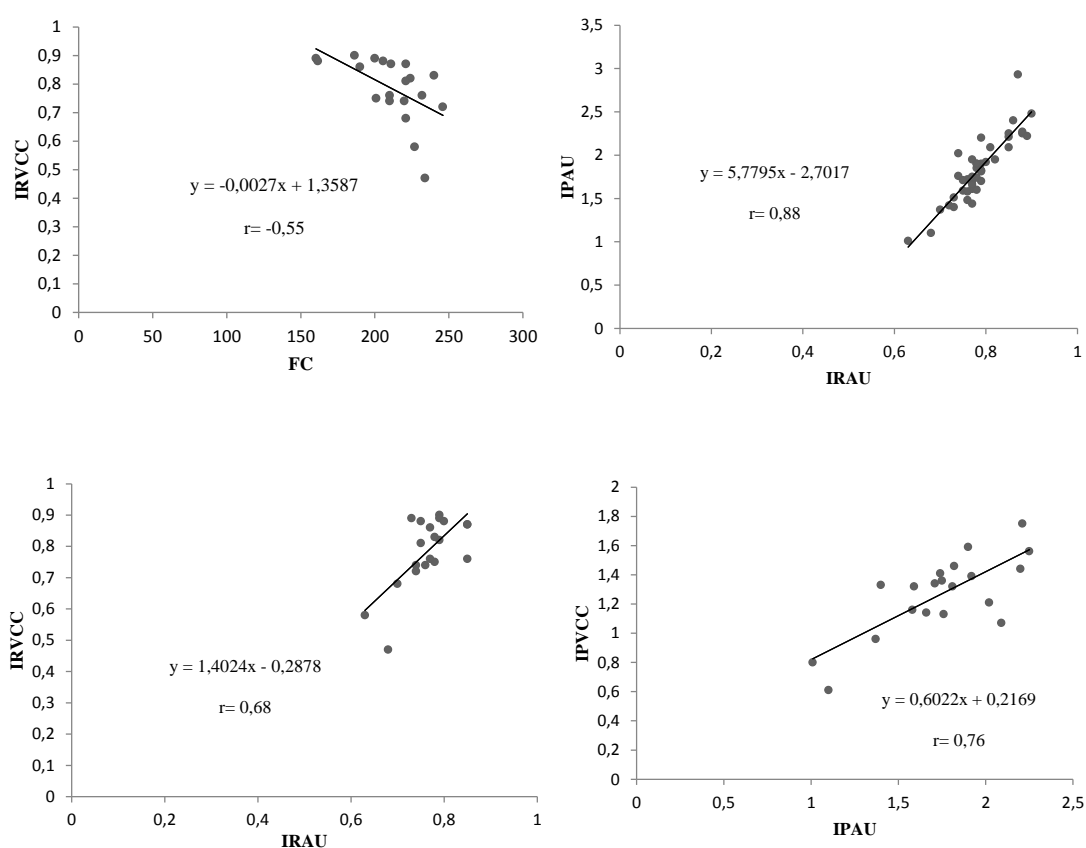 1
0,9
0,8
0,7
0,6
0,5
0,4
0,3
0,2
0,1
0
IRVCC
y = -0,0027x + 1,3587
r= -0,55
0 50 100 150 200 250 300
FC
3,5
3
2,5
2
1,5
1
0,5
0
IPAU
y = 5,7795x - 2,7017
r= 0,88
0 0,2 0,4 0,6 0,8 1
IRAU
1
0,9
0,8
0,7
0,6
0,5
0,4
0,3
0,2
0,1
0
IRVCC
y = 1,4024x - 0,2878
r= 0,68
0 0,2 0,4 0,6 0,8 1
IRAU
2
1,8
1,6
1,4
1,2
1
0,8
0,6
0,4
0,2
0
IPVCC
y = 0,6022x + 0,2169
r= 0,76
0 1 1,5 2 2,5
IPAU